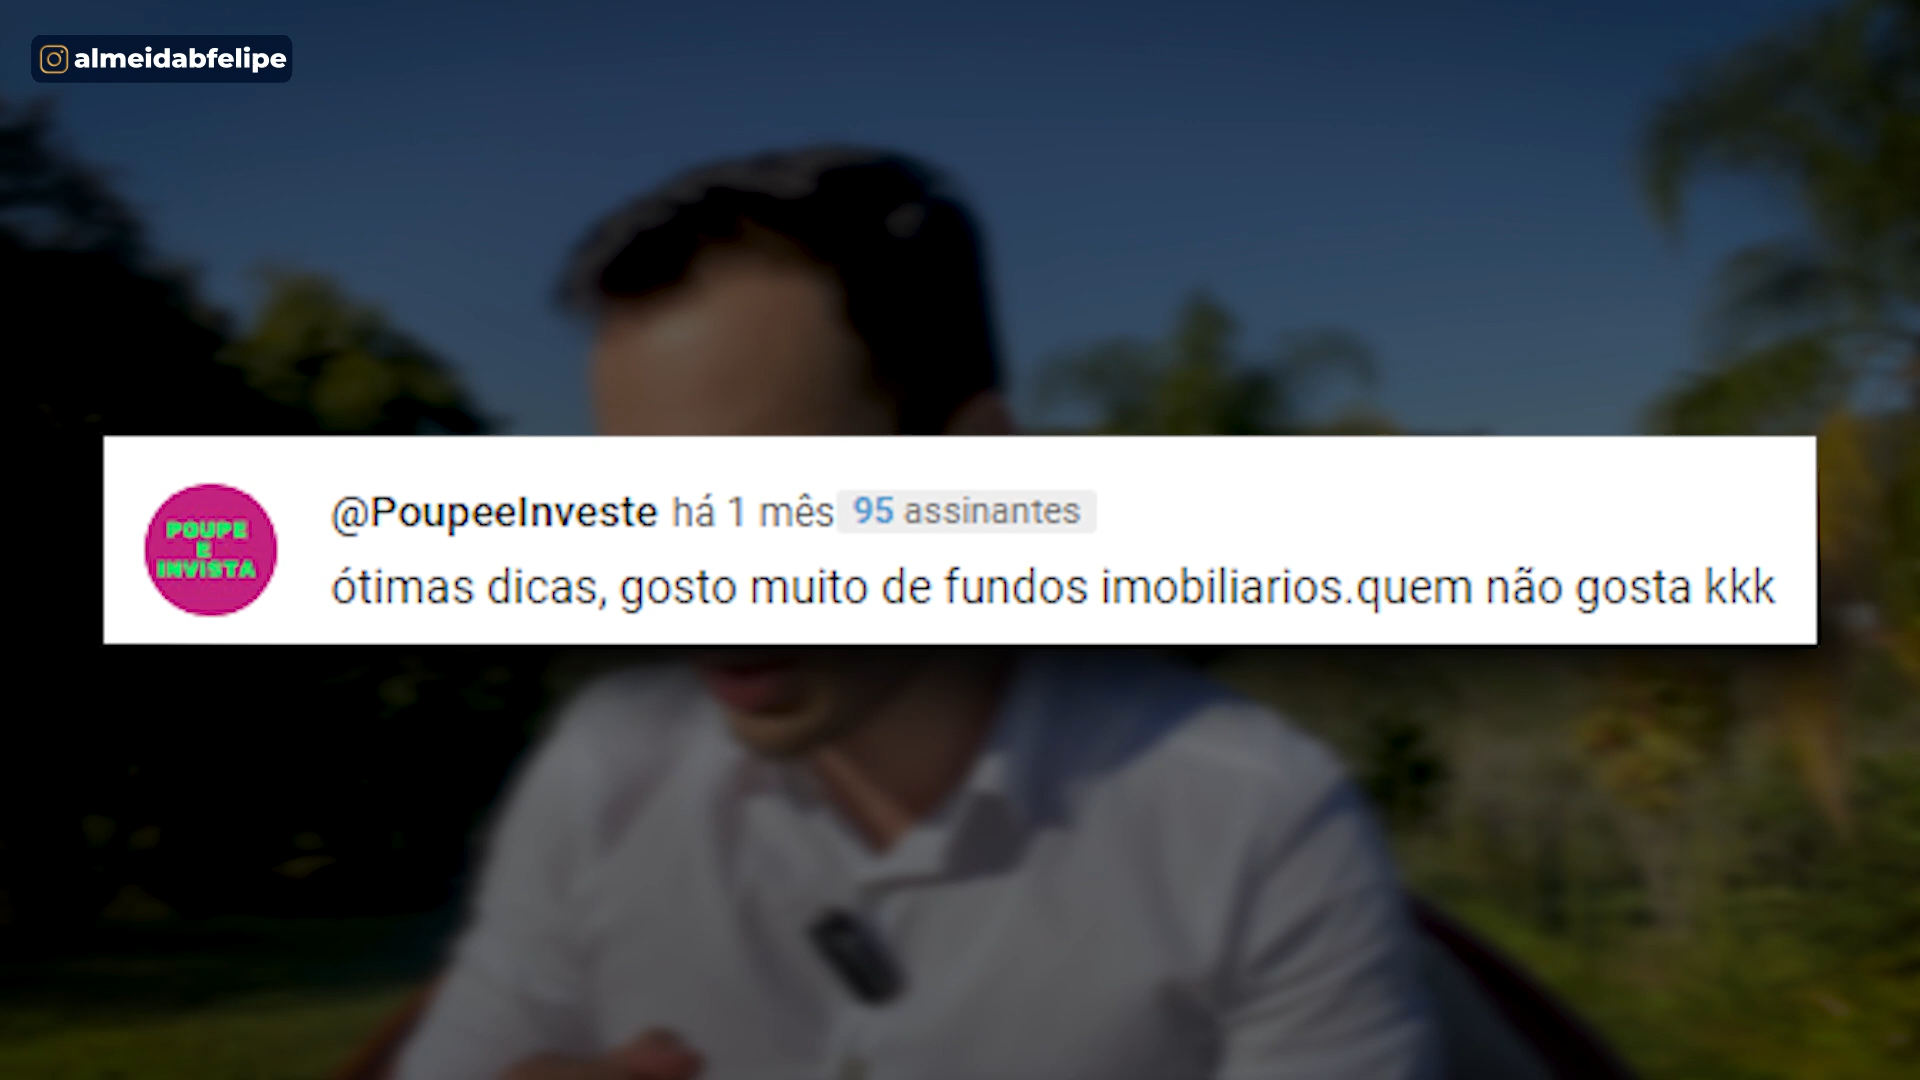 almeidabfelipe
@PoupeeInveste há 1 mês 95 assinantes
POUPE
E
INVISTA
ótimas dicas, gosto muito de fundos imobiliarios.quem não gosta kkk